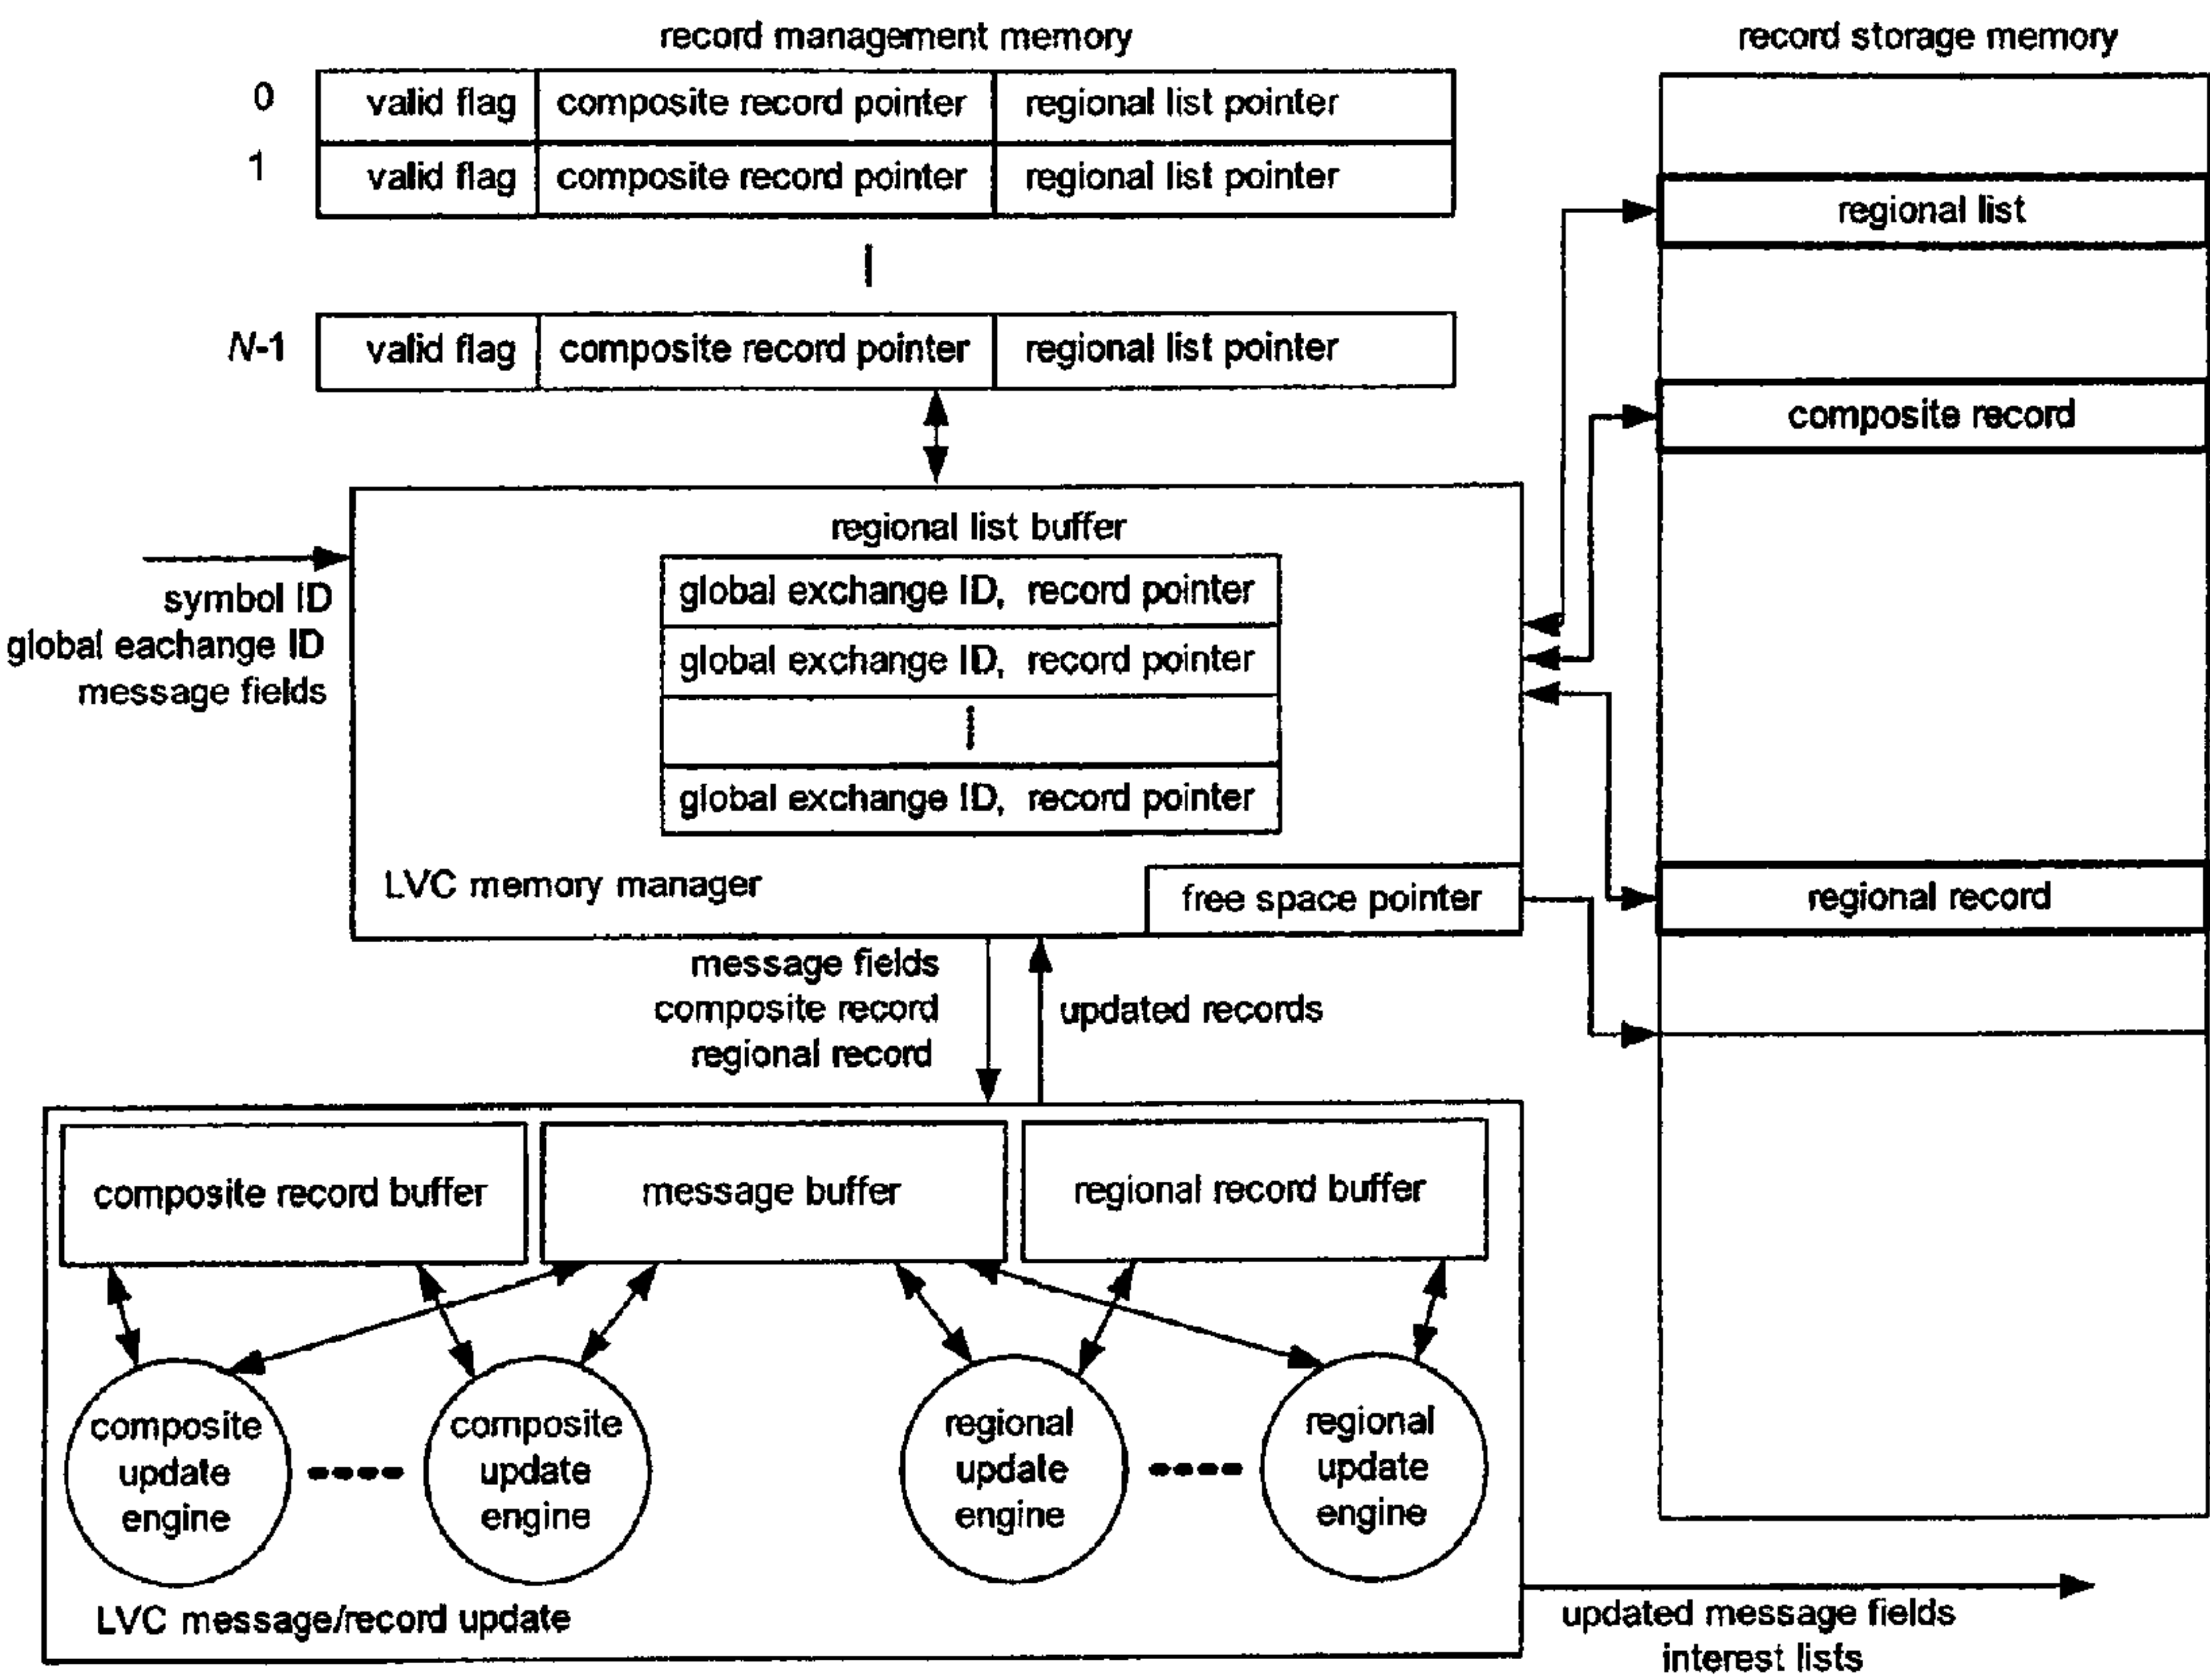 record management memory
record storage memory
0 valid flag composite record pointer regional list pointer
1 valid flag composite record pointer regional list pointer
N-1 valid flag composite record pointer regional list pointer
regional list
composite record
regional record
symbol ID
global eachange ID
message fields
regional list buffer
global exchange ID, record pointer
global exchange ID, record pointer
global exchange ID, record pointer
LVC memory manager
free space pointer
message fields
composite record
regional record
updated records
composite record buffer
message buffer
regional record buffer
composite
update
engine
composite
update
engine
regional
update
engine
regional
update
engine
LVC message/record update
updated message fields
interest lists